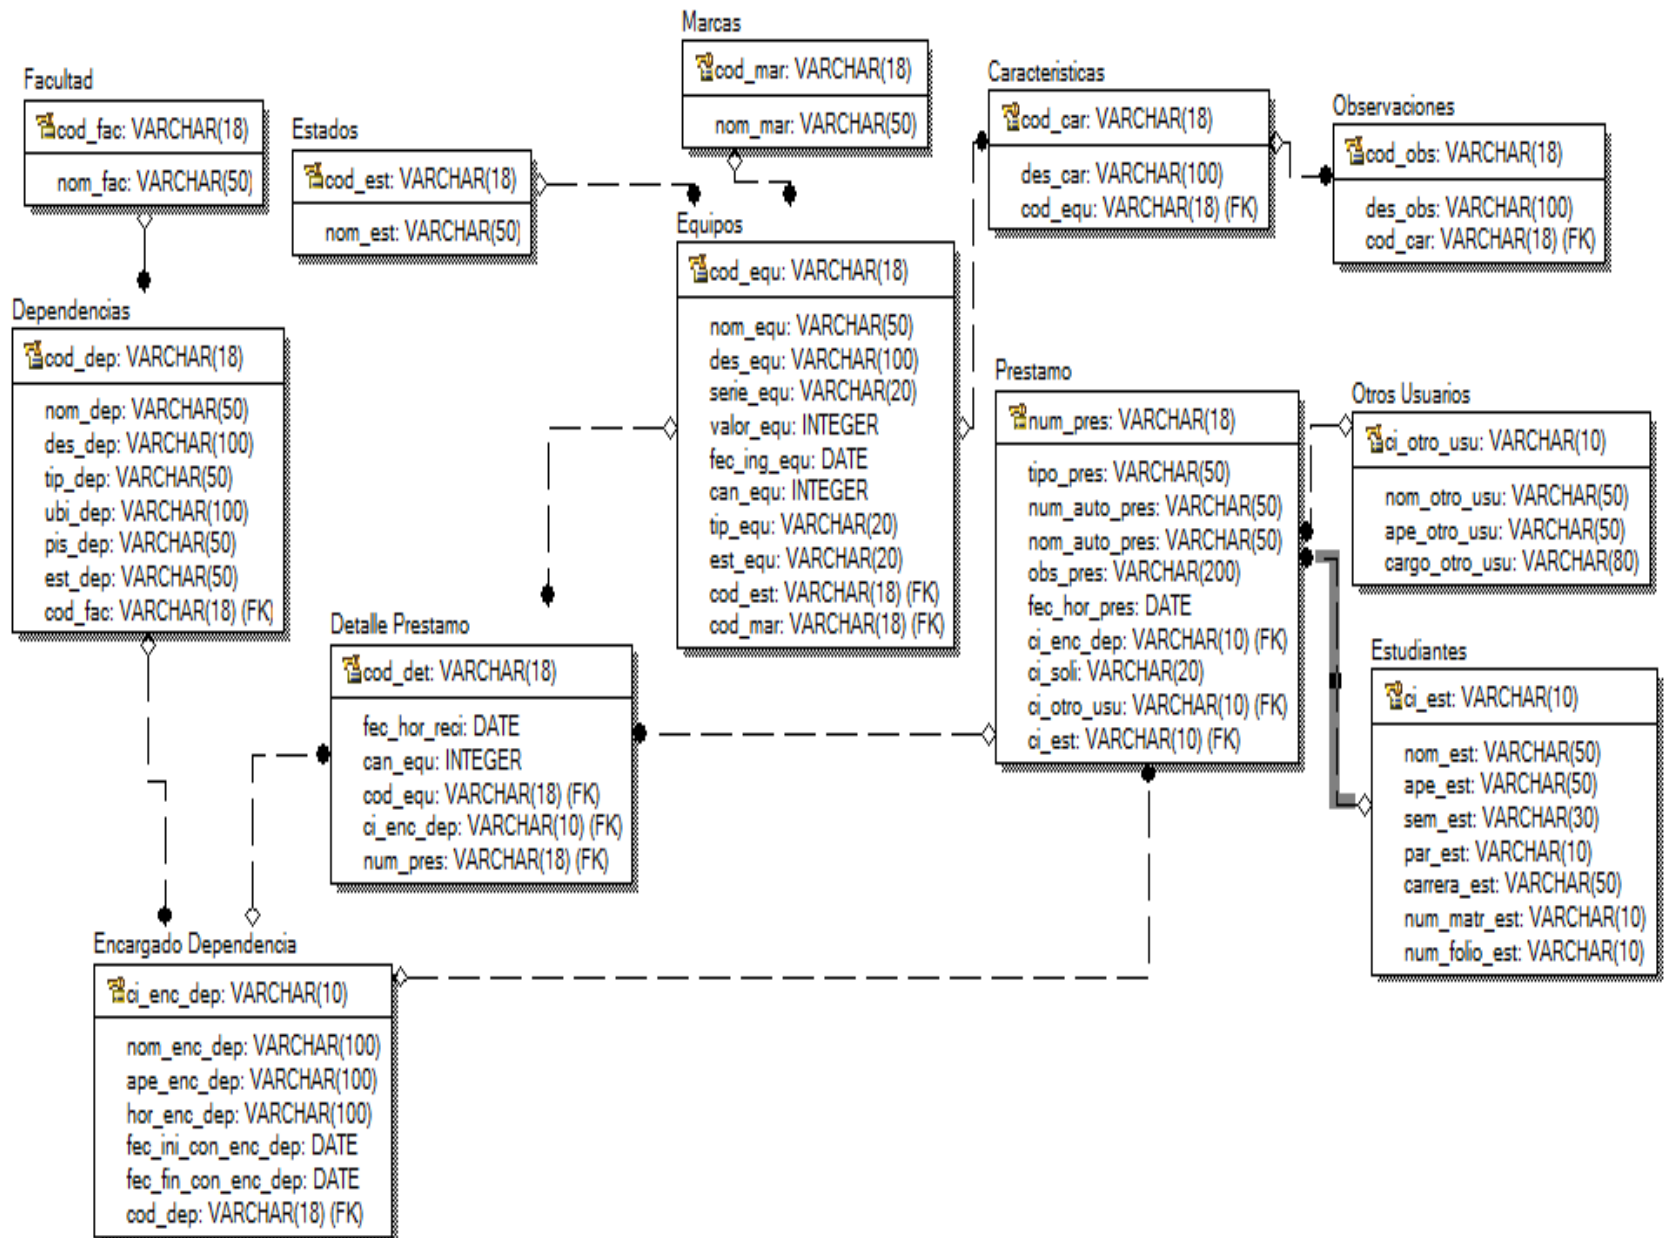 Facultad
cod_fac: VARCHAR(18)
nom_fac: VARCHAR(50)
Estados
cod_est: VARCHAR(18)
nom_est: VARCHAR(50)
Marcas
cod_mar: VARCHAR(18)
nom_mar: VARCHAR(50)
Caracteristicas
cod_car: VARCHAR(18)
des_car: VARCHAR(100)
cod_equ: VARCHAR(18) (FK)
Observaciones
cod_obs: VARCHAR(18)
des_obs: VARCHAR(100)
cod_car: VARCHAR(18) (FK)
Dependencias
cod_dep: VARCHAR(18)
nom_dep: VARCHAR(50)
des_dep: VARCHAR(100)
tip_dep: VARCHAR(50)
ubi_dep: VARCHAR(100)
pis_dep: VARCHAR(50)
est_dep: VARCHAR(50)
cod_fac: VARCHAR(18) (FK)
Equipos
cod_equ: VARCHAR(18)
nom_equ: VARCHAR(50)
des_equ: VARCHAR(100)
serie_equ: VARCHAR(20)
valor_equ: INTEGER
fec_ing_equ: DATE
can_equ: INTEGER
tip_equ: VARCHAR(20)
est_equ: VARCHAR(20)
cod_est: VARCHAR(18) (FK)
cod_mar: VARCHAR(18) (FK)
Prestamo
num_pres: VARCHAR(18)
tipo_pres: VARCHAR(50)
num_auto_pres: VARCHAR(50)
nom_auto_pres: VARCHAR(50)
obs_pres: VARCHAR(200)
fec_hor_pres: DATE
ci_enc_dep: VARCHAR(10) (FK)
ci_soli: VARCHAR(20)
ci_otro_usu: VARCHAR(10) (FK)
ci_est: VARCHAR(10) (FK)
Otros Usuarios
ci_otro_usu: VARCHAR(10)
nom_otro_usu: VARCHAR(50)
ape_otro_usu: VARCHAR(50)
cargo_otro_usu: VARCHAR(80)
Detalle Prestamo
cod_det: VARCHAR(18)
fec_hor_reci: DATE
can_equ: INTEGER
cod_equ: VARCHAR(18) (FK)
ci_enc_dep: VARCHAR(10) (FK)
num_pres: VARCHAR(18) (FK)
Estudiantes
ci_est: VARCHAR(10)
nom_est: VARCHAR(50)
ape_est: VARCHAR(50)
sem_est: VARCHAR(30)
par_est: VARCHAR(10)
carrera_est: VARCHAR(50)
num_matr_est: VARCHAR(10)
num_folio_est: VARCHAR(10)
Encargado Dependencia
ci_enc_dep: VARCHAR(10)
nom_enc_dep: VARCHAR(100)
ape_enc_dep: VARCHAR(100)
hor_enc_dep: VARCHAR(100)
fec_ini_con_enc_dep: DATE
fec_fin_con_enc_dep: DATE
cod_dep: VARCHAR(18) (FK)